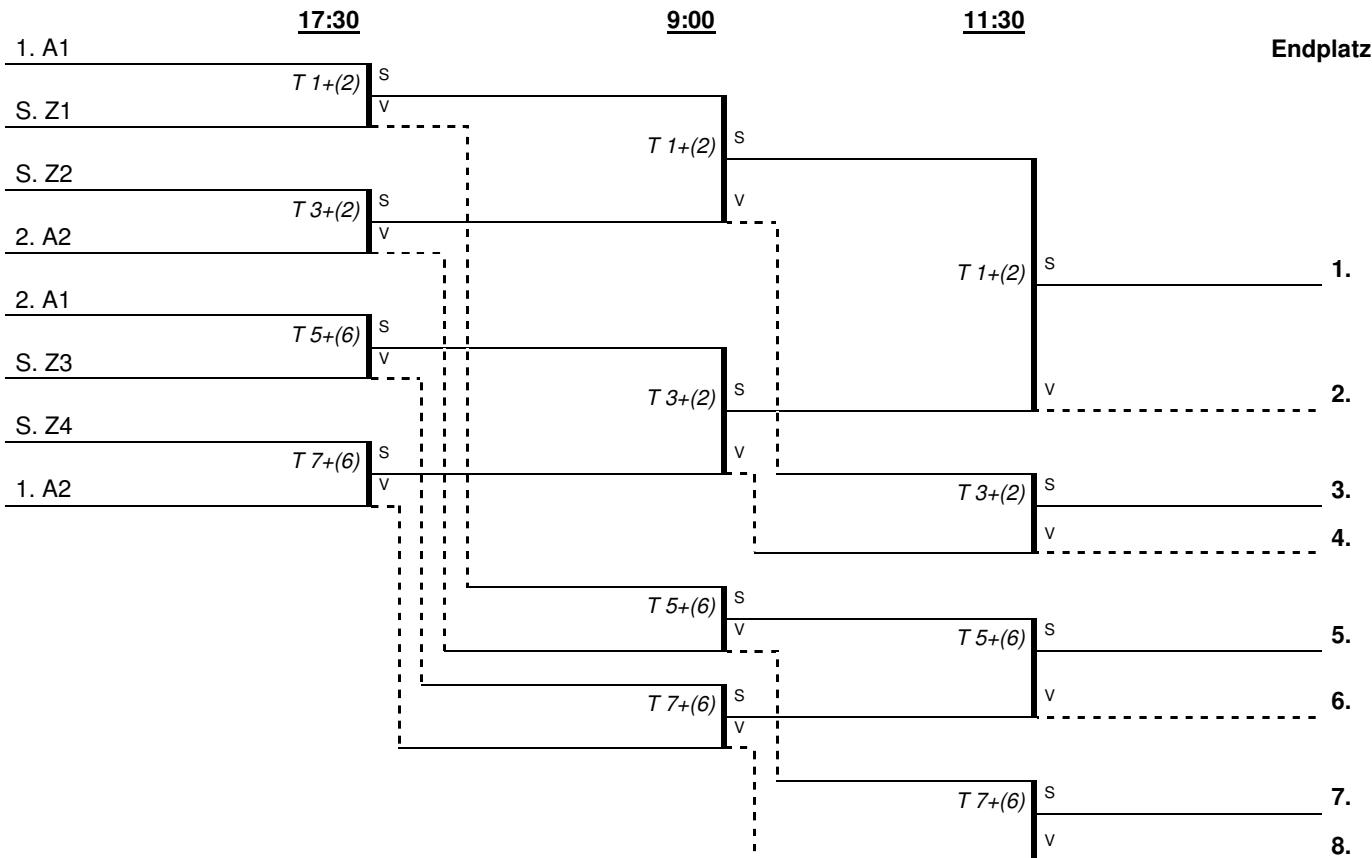 17:30 9:00 11:30
1. A1 Endplatz
T 1+(2) S
S. Z1 V
T 1+(2) S
S. Z2
T 3+(2) S V
2. A2 V
T 1+(2) S 1.
2. A1
T 5+(6) S
S. Z3 V
T 3+(2) S V 2.
S. Z4
T 7+(6) S V
1. A2 V T 3+(2) S 3.
V 4.
T 5+(6) S
V T 5+(6) S 5.
T 7+(6) S V 6.
V
T 7+(6) S 7.
V 8.